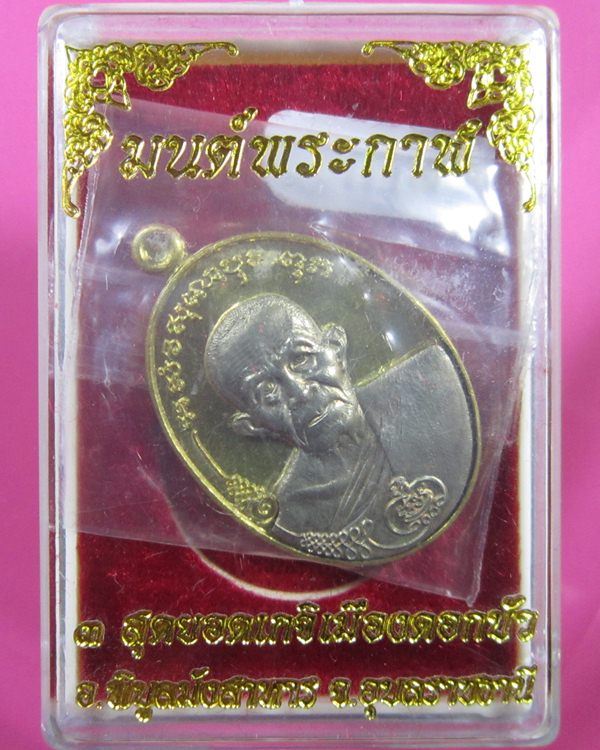 มนต์พระกาฬ
๓ สุดยอดเกจิเมืองดอกบัว
อ.พิบูลมังสาหาร จ.อุบลราชธานี